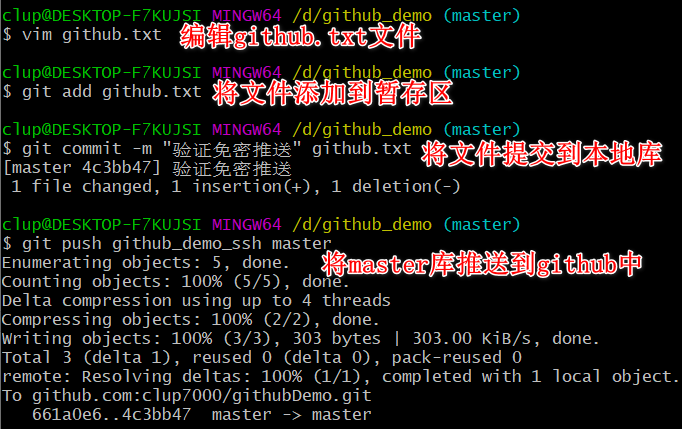 clup@DESKTOP-F7KUJSI MINGW64 /d/github_demo (master)
$ vim github.txt 编辑github.txt文件
clup@DESKTOP-F7KUJSI MINGW64 /d/github_demo (master)
$ git add github.txt 将文件添加到暂存区
clup@DESKTOP-F7KUJSI MINGW64 /d/github_demo (master)
$ git commit -m "验证免密推送" github.txt 将文件提交到本地库
[master 4c3bb47] 验证免密推送
1 file changed, 1 insertion(+), 1 deletion(-)
clup@DESKTOP-F7KUJSI MINGW64 /d/github_demo (master)
$ git push github_demo_ssh master
Enumerating objects: 5, done. 将master库推送到github中
Counting objects: 100% (5/5), done.
Delta compression using up to 4 threads
Compressing objects: 100% (2/2), done.
Writing objects: 100% (3/3), 303 bytes | 303.00 KiB/s, done.
Total 3 (delta 1), reused 0 (delta 0), pack-reused 0
remote: Resolving deltas: 100% (1/1), completed with 1 local object.
To github.com:clup7000/githubDemo.git
661a0e6..4c3bb47 master -> master